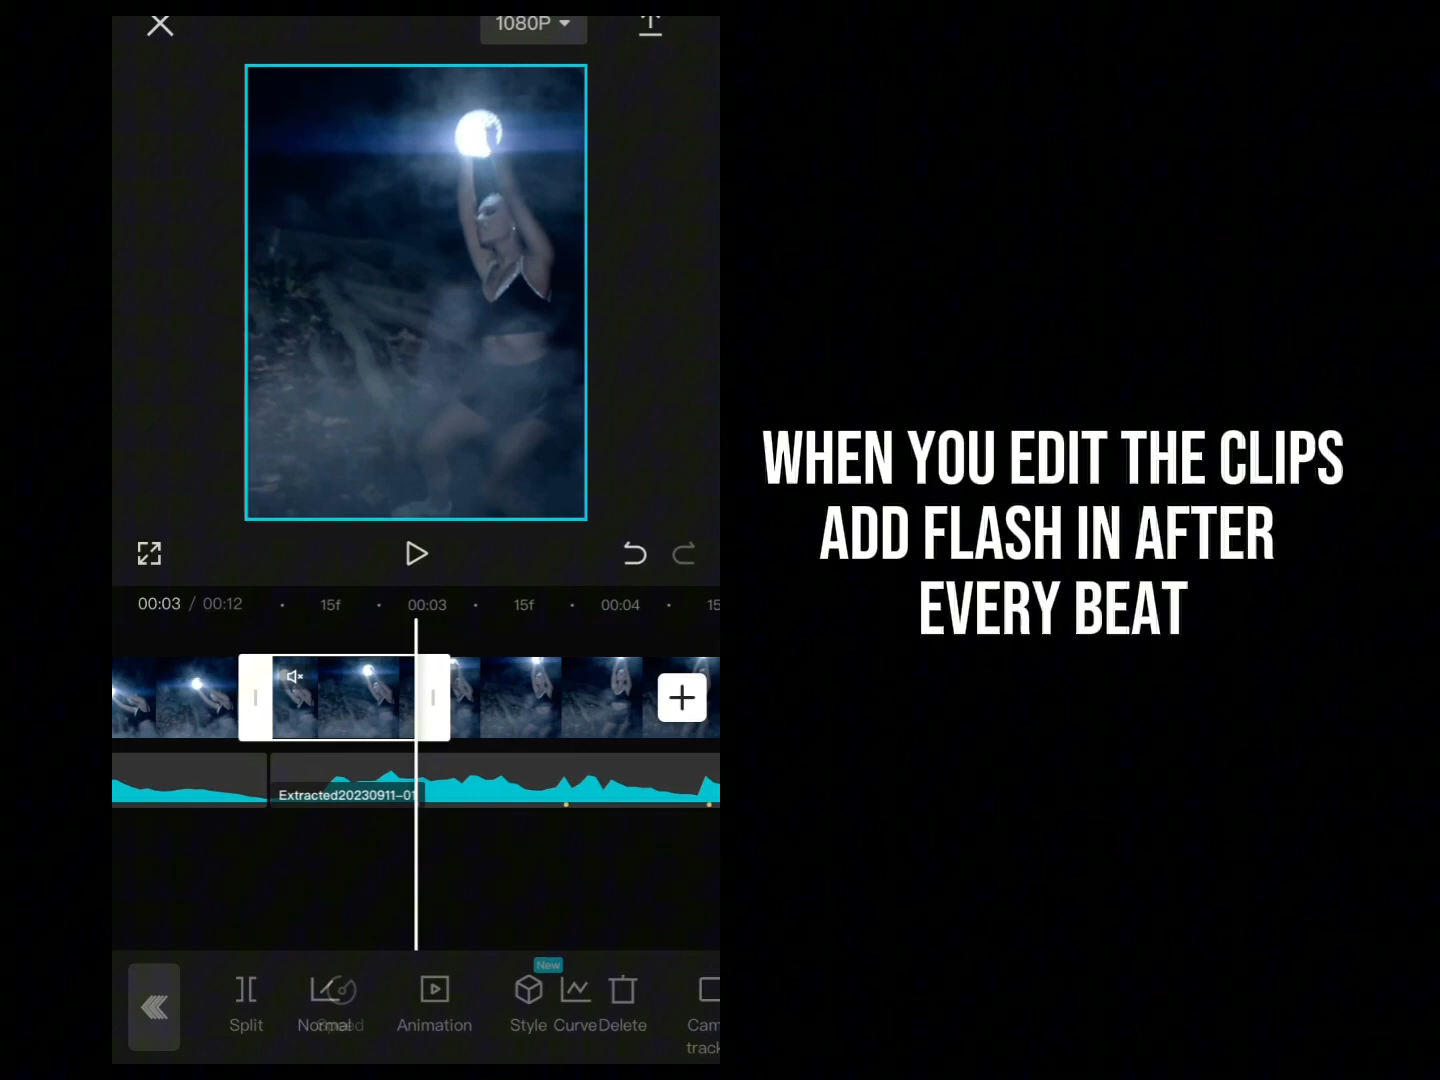 1080P
WHEN YOU EDIT THE CLIPS
ADD FLASH IN AFTER
EVERY BEAT
00:03 / 00:12 15f 00:03 15f 00:04 15
Extracted20230911-01
New
Split Normal Speed Animation Style Curve Delete Cam
track